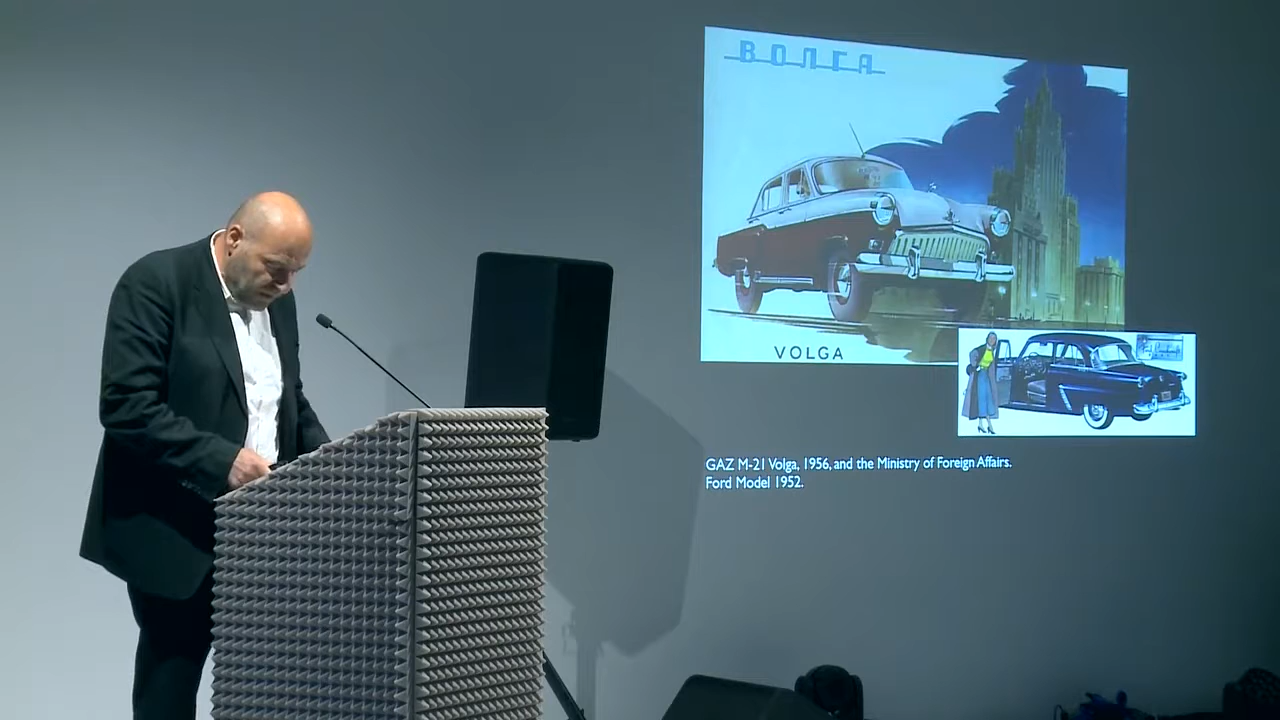 ВОЛГА
VOLGA
GAZ M-21 Volga, 1956, and the Ministry of Foreign Affairs.
Ford Model 1952.